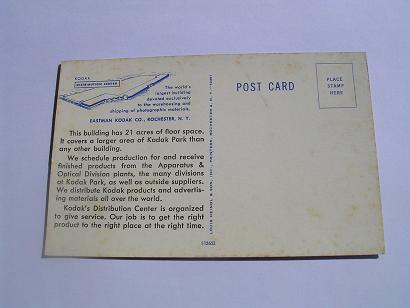 KODAK
DISTRIBUTION CENTER
The world's
largest building
devoted exclusively
to the warehousing and
shipping of photographic materials.
EASTMAN KODAK CO., ROCHESTER, N. Y.
This building has 21 acres of floor space.
It covers a larger area of Kodak Park than
any other building.
We schedule production for and receive
finished products from the Apparatus &
Optical Division plants, the many divisions
at Kodak Park, as well as outside suppliers.
We distribute Kodak products and advertis-
ing materials all over the world.
Kodak's Distribution Center is organized
to give service. Our job is to get the right
product to the right place at the right time.
POST CARD
PLACE
STAMP
HERE